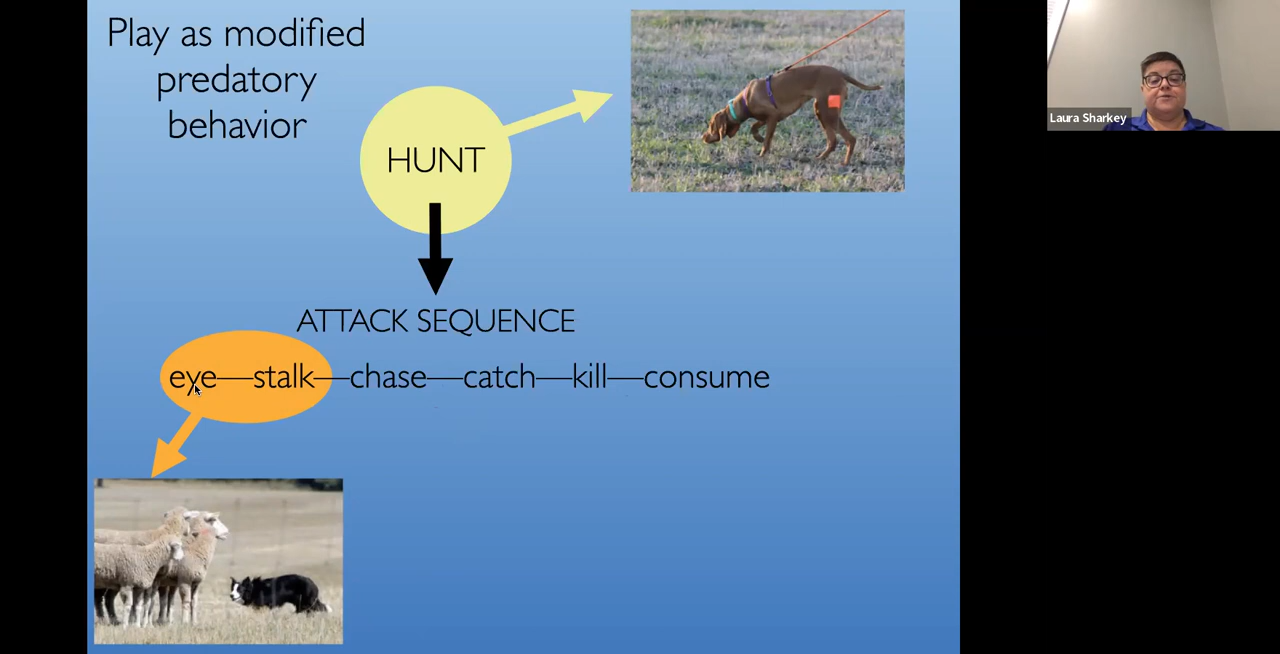 Play as modified
predatory
behavior
HUNT
ATTACK SEQUENCE
eye—stalk—chase—catch—kill—consume
Laura Sharkey